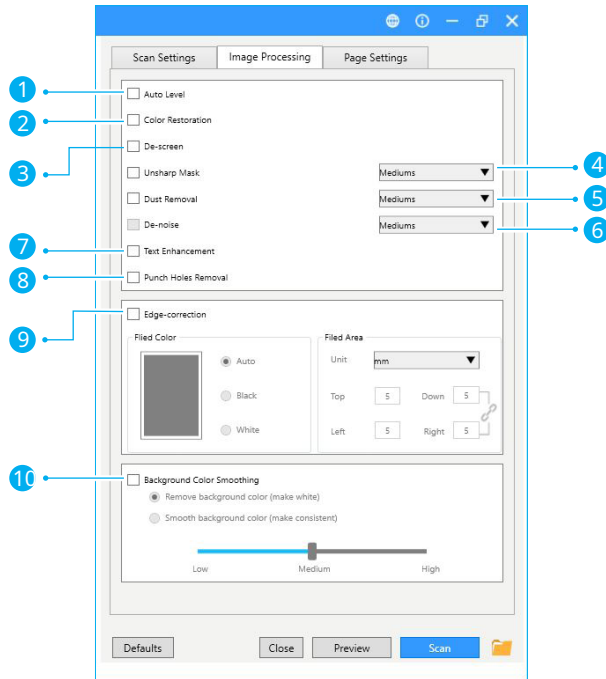 Scan Settings Image Processing Page Settings
1 Auto Level
2 Color Restoration
3 De-screen
Unsharp Mask Mediums 4
Dust Removal Mediums 5
De-noise Mediums 6
7 Text Enhancement
8 Punch Holes Removal
9 Edge-correction
Flied Color Filed Area
Auto Unit mm
Black Top 5 Down 5
White Left 5 Right 5
10 Background Color Smoothing
Remove background color (make white)
Smooth background color (make consistent)
Low Medium High
Defaults Close Preview Scan